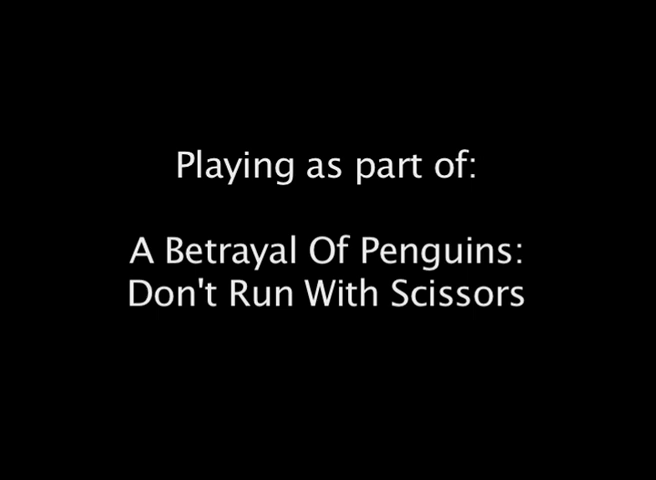 Playing as part of:
A Betrayal Of Penguins:
Don't Run With Scissors